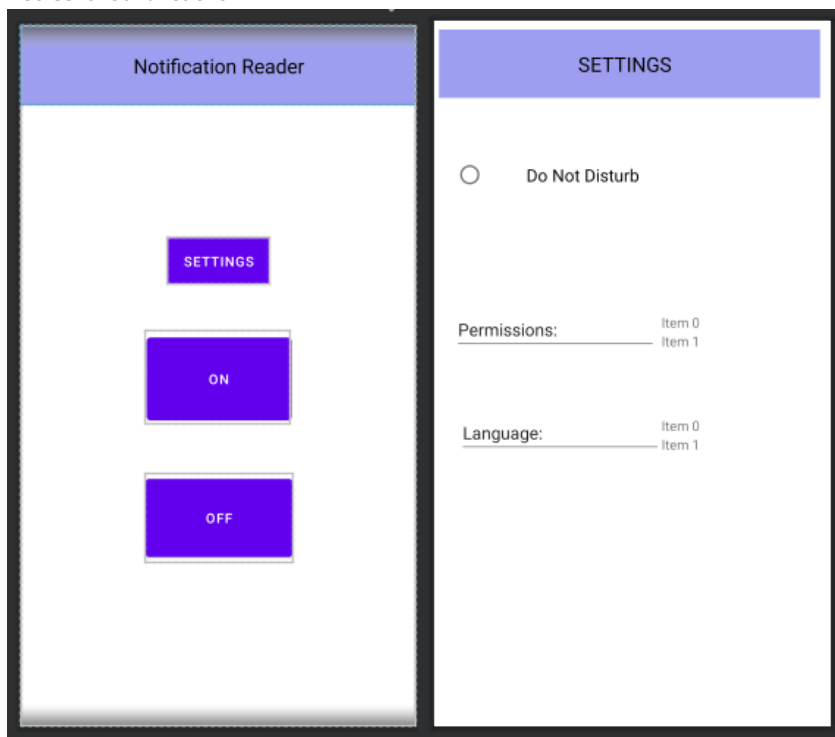 Notification Reader
SETTINGS
ON
OFF
SETTINGS
Do Not Disturb
Permissions:
Item 0
Item 1
Language:
Item 0
Item 1